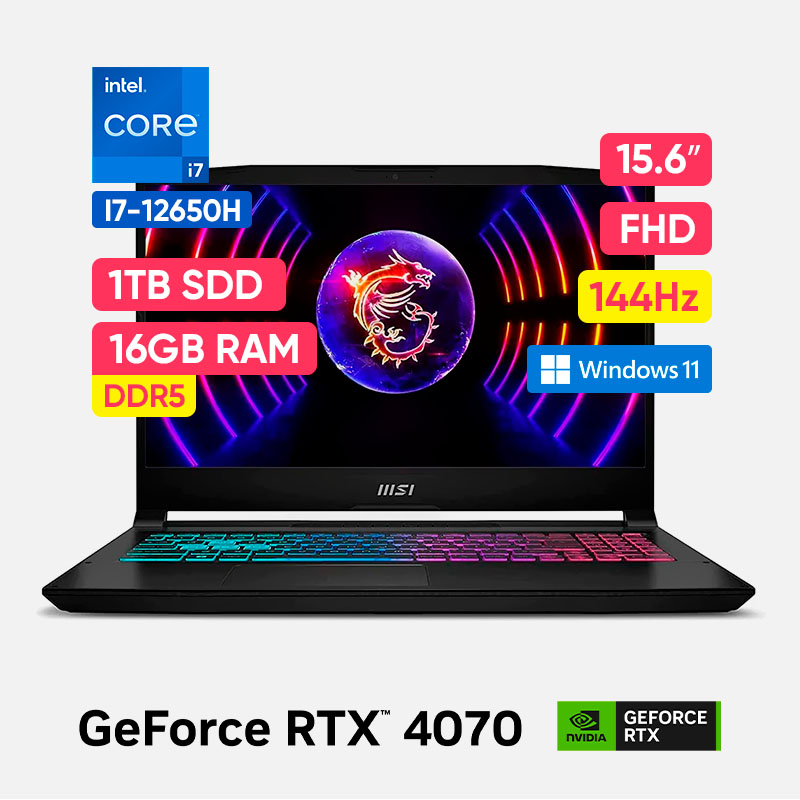 intel.
CORE
i7
I7-12650H
1TB SDD
16GB RAM
DDR5
15.6”
FHD
144Hz
Windows 11
msi
GeForce RTX™ 4070
NVIDIA
GEFORCE
RTX